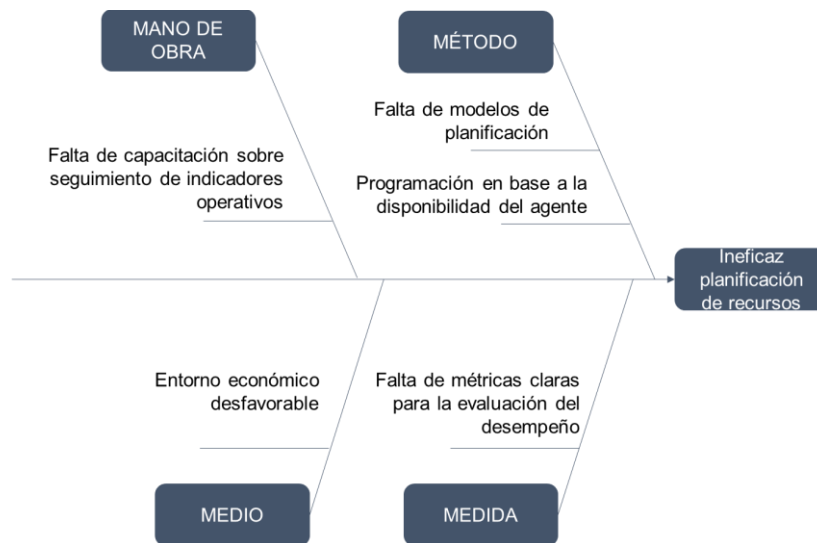 MANO DE
OBRA
MÉTODO
Falta de modelos de
planificación
Falta de capacitación sobre
seguimiento de indicadores
operativos
Programación en base a la
disponibilidad del agente
Ineficaz
planificación
de recursos
Entorno económico
desfavorable
Falta de métricas claras
para la evaluación del
desempeño
MEDIO
MEDIDA